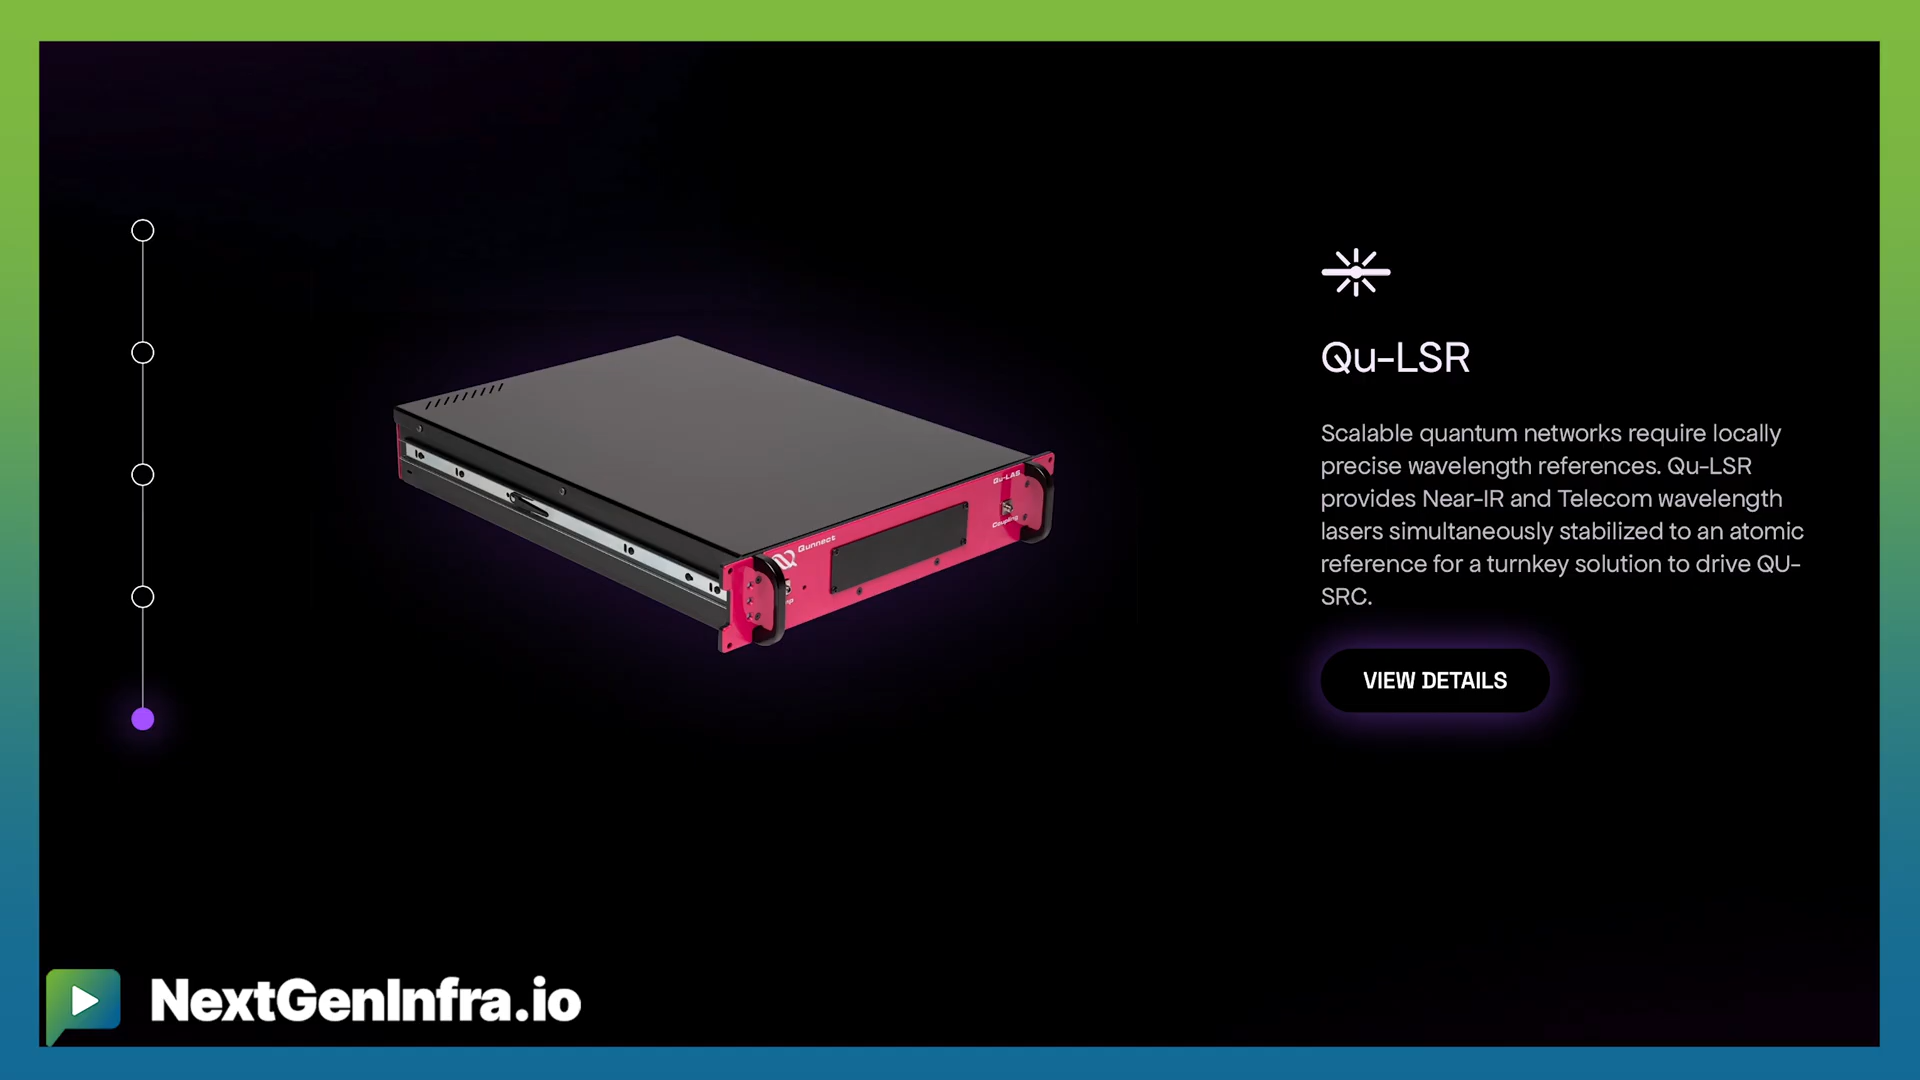 Qu-LSR
Scalable quantum networks require locally
precise wavelength references. Qu-LSR
provides Near-IR and Telecom wavelength
lasers simultaneously stabilized to an atomic
reference for a turnkey solution to drive QU-
SRC.
VIEW DETAILS
Qu-LAS
Coupling
Qunnect
NextGenInfra.io